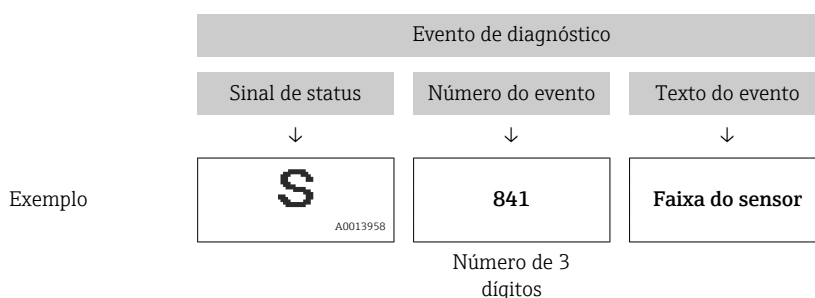 Evento de diagnóstico
Sinal de status Número do evento Texto do evento
↓ ↓ ↓
Exemplo S 841 Faixa do sensor
A0013958
Número de 3
dígitos